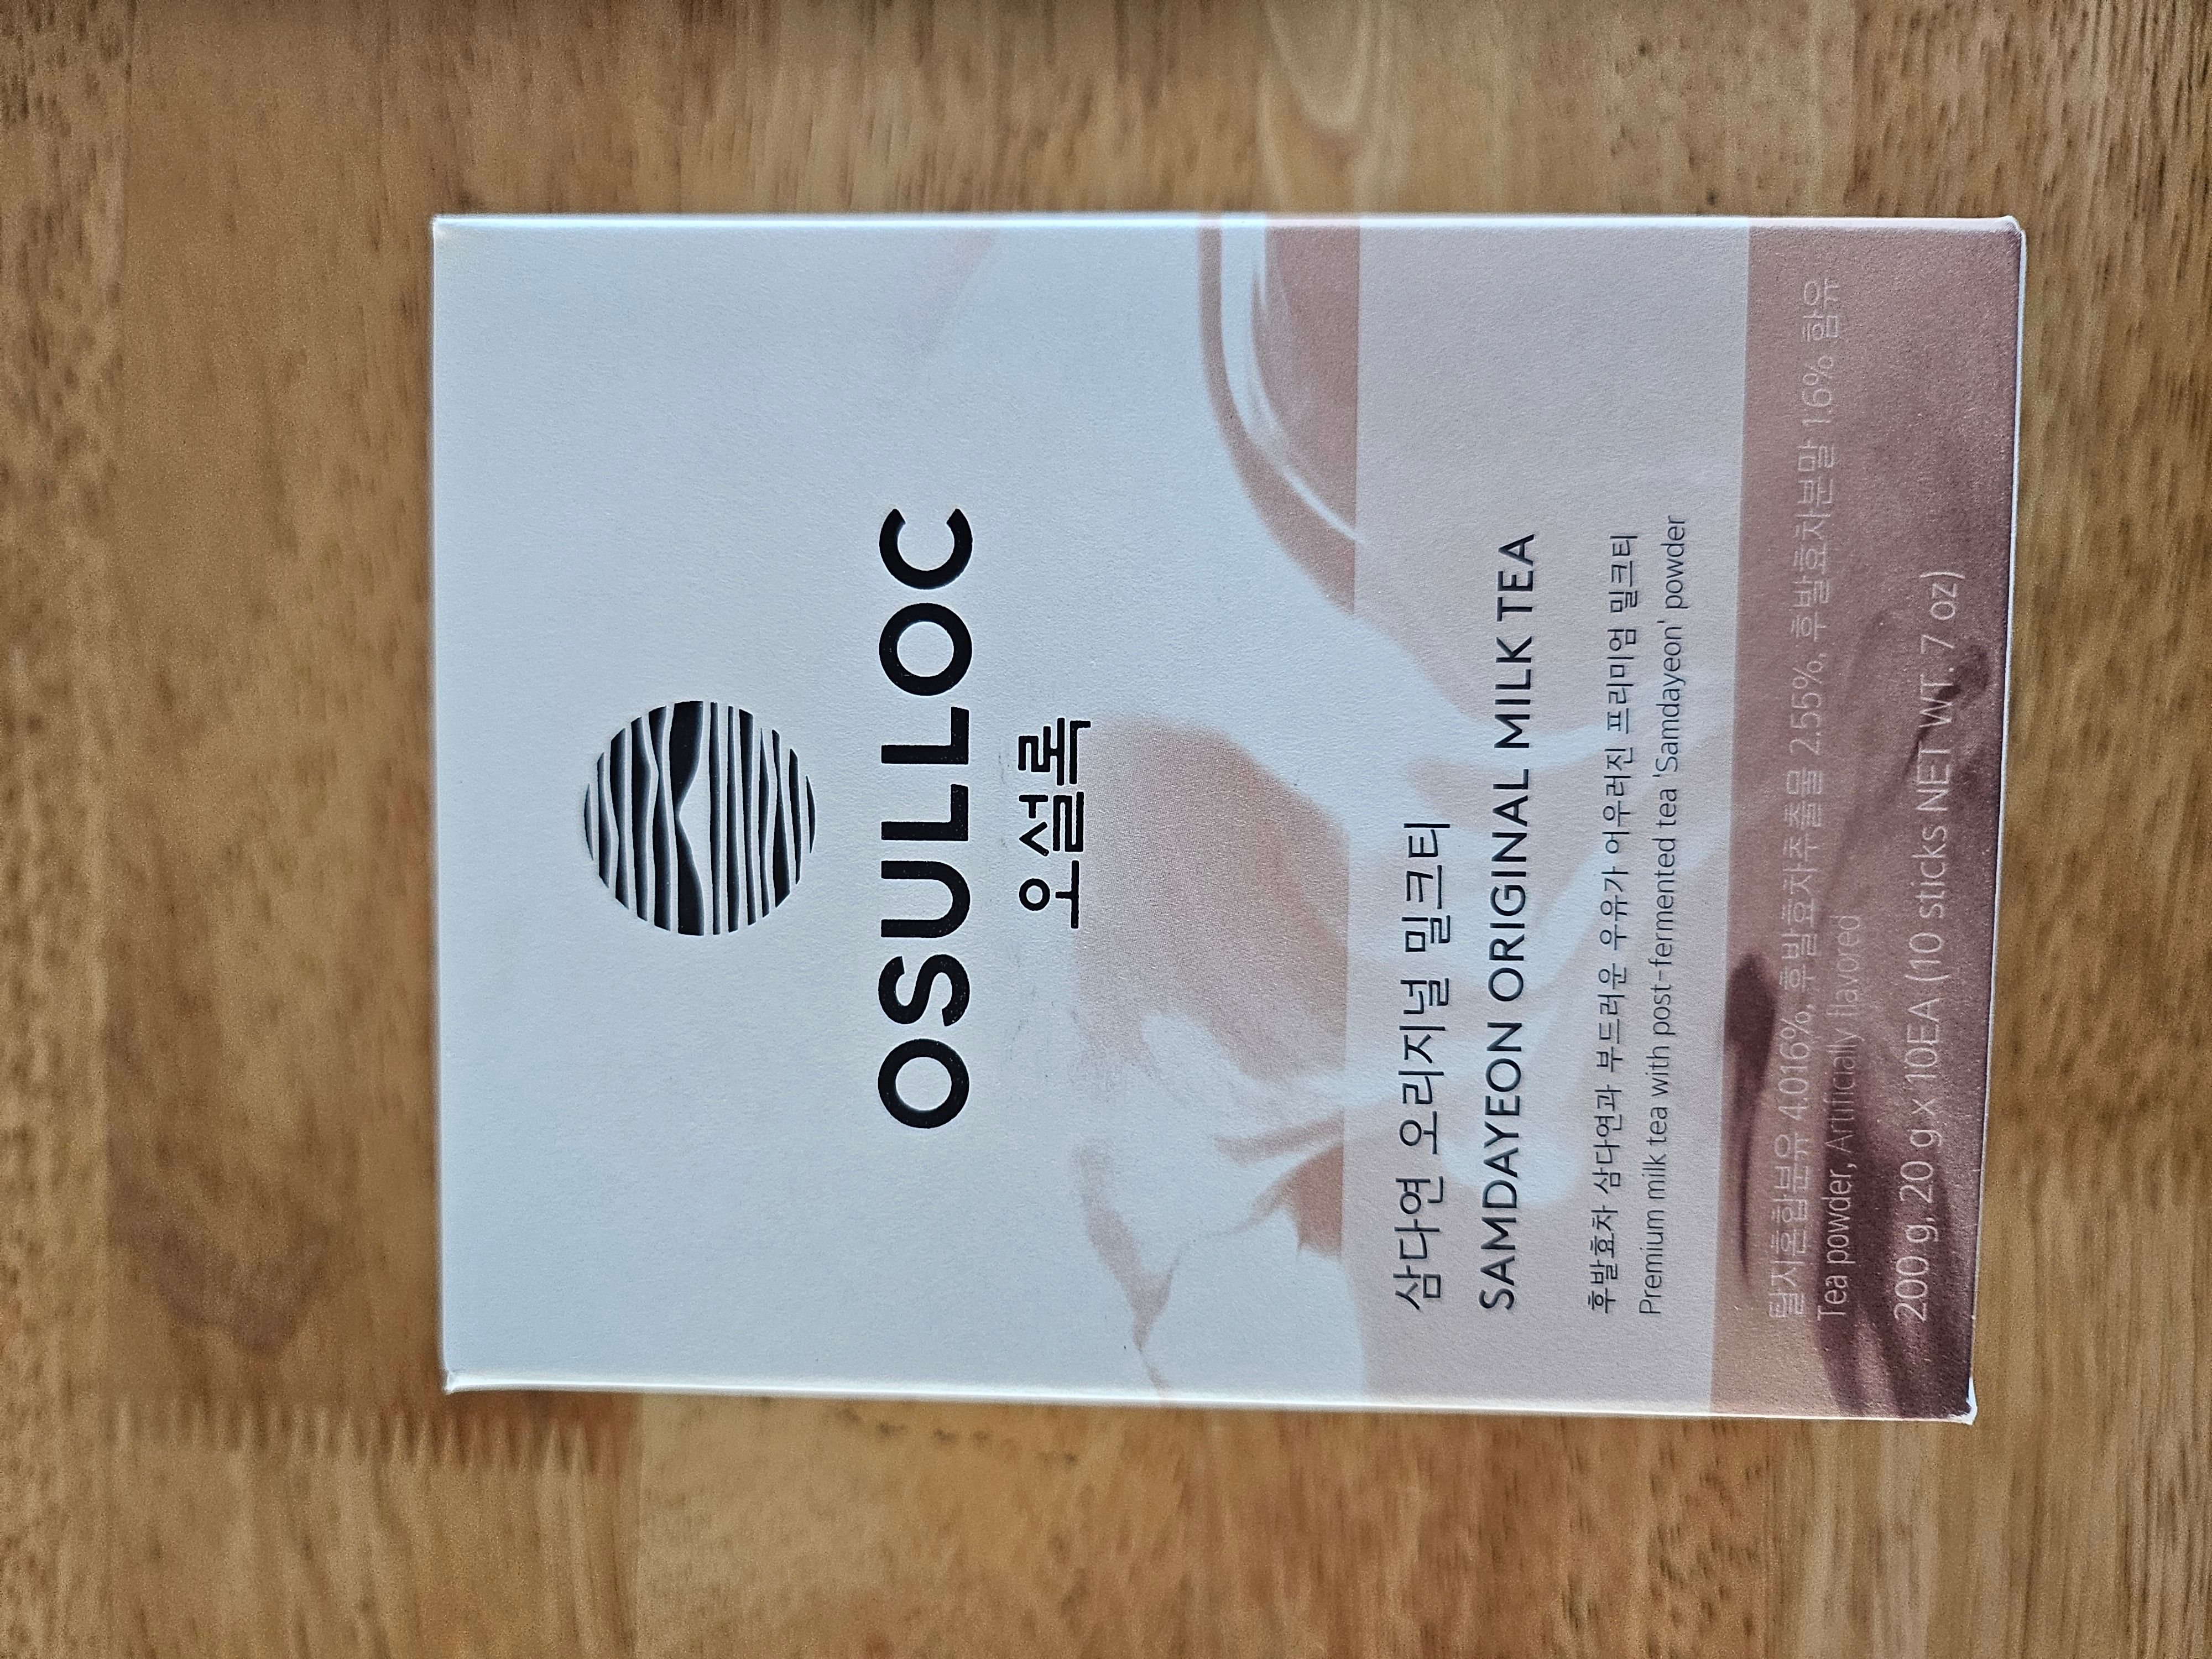 OSULLOC
오설록
삼다연 오리지널 밀크티
SAMDAYEON ORIGINAL MILK TEA
후발효차 삼다연과 부드러운 우유가 어우러진 프리미엄 밀크티
Premium milk tea with post-fermented tea 'Samdayeon' powder
탈지혼합분유 4.016%, 후발효차추출물 2.55%, 후발효차분말 1.6% 함유
Tea powder, Artificially flavored
200 g, 20 g x 10EA (10 sticks NET WT. 7 oz)